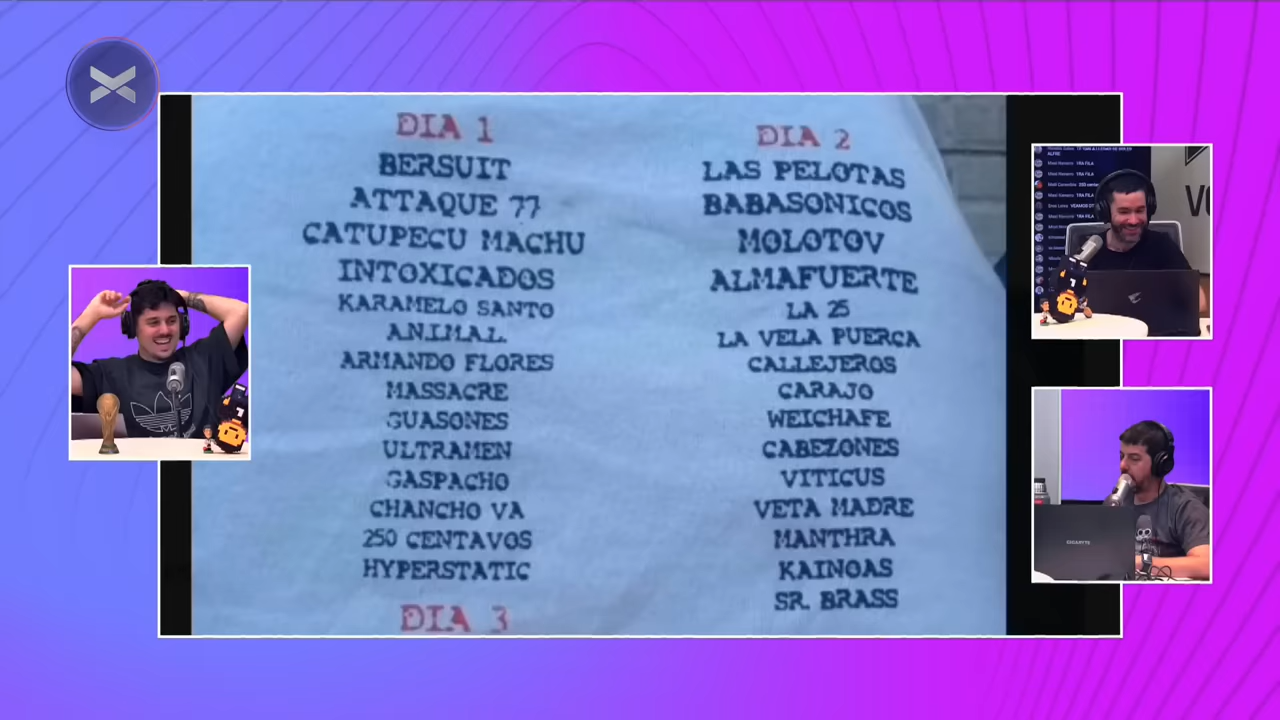 DIA 1
BERSUIT
ATTAQUE 77
CATUPECU MACHU
INTOXICADOS
KARAMELO SANTO
A.N.I.M.A.L.
ARMANDO FLORES
MASSACRE
GUASONES
ULTRAMEN
GASPACHO
CHANCHO VA
250 CENTAVOS
HYPERSTATIC
DIA 3
DIA 2
LAS PELOTAS
BABASONICOS
MOLOTOV
ALMAFUERTE
LA 25
LA VELA PUERCA
CALLEJEROS
CARAJO
WEICHAFE
CABEZONES
VITICUS
VETA MADRE
MANTHRA
KAINGAS
SR. BRASS
GIGABYTE